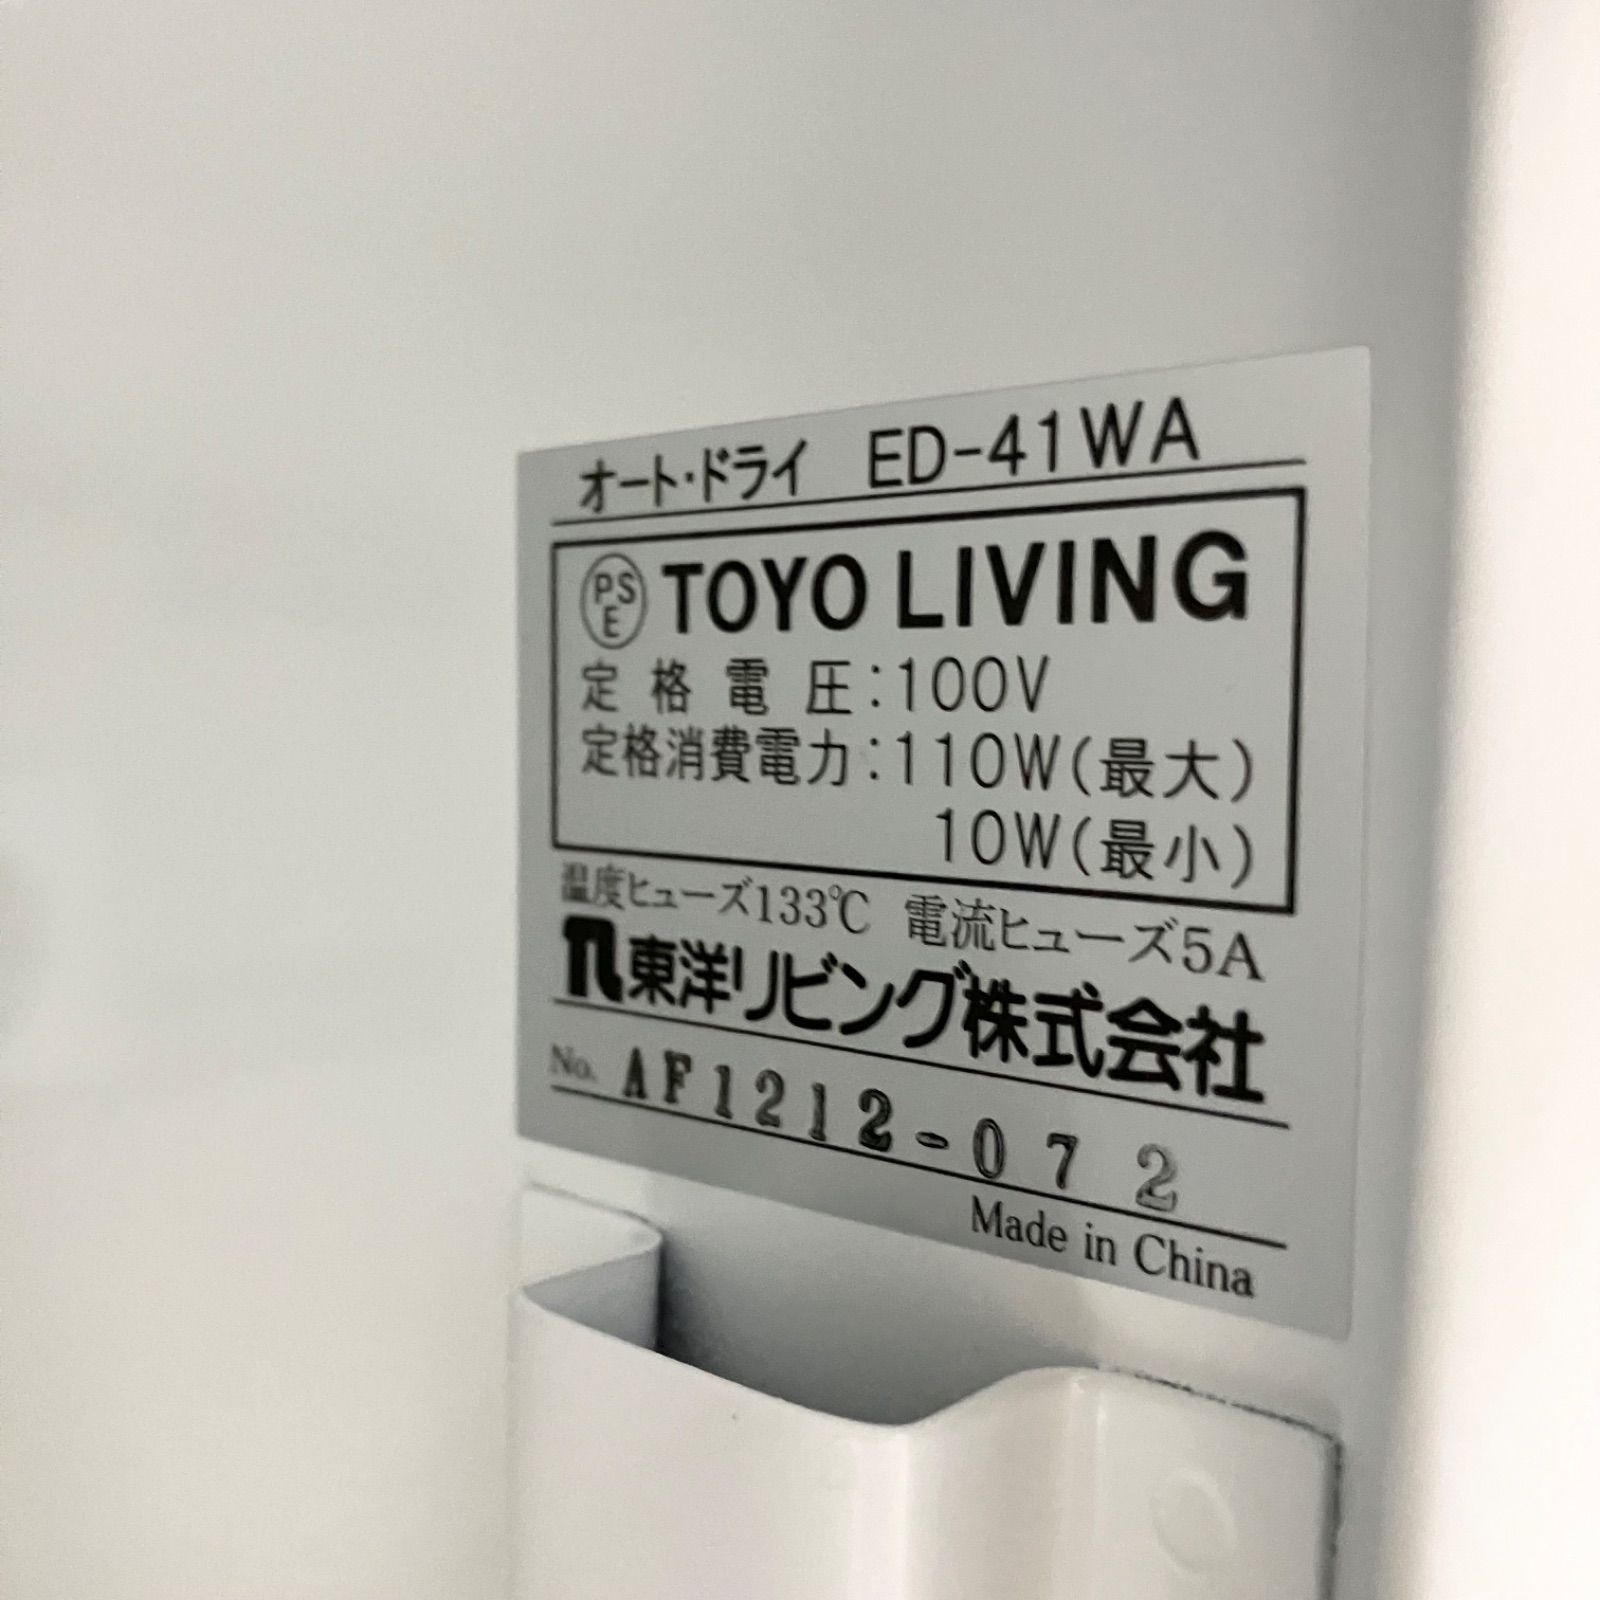 オート・ドライ ED-41WA
PSE TOYO LIVING
定格電圧:100V
定格消費電力:110W(最大)
10W(最小)
温度ヒューズ133℃ 電流ヒューズ5A
東洋リビング株式会社
No. AF1212-072
Made in China